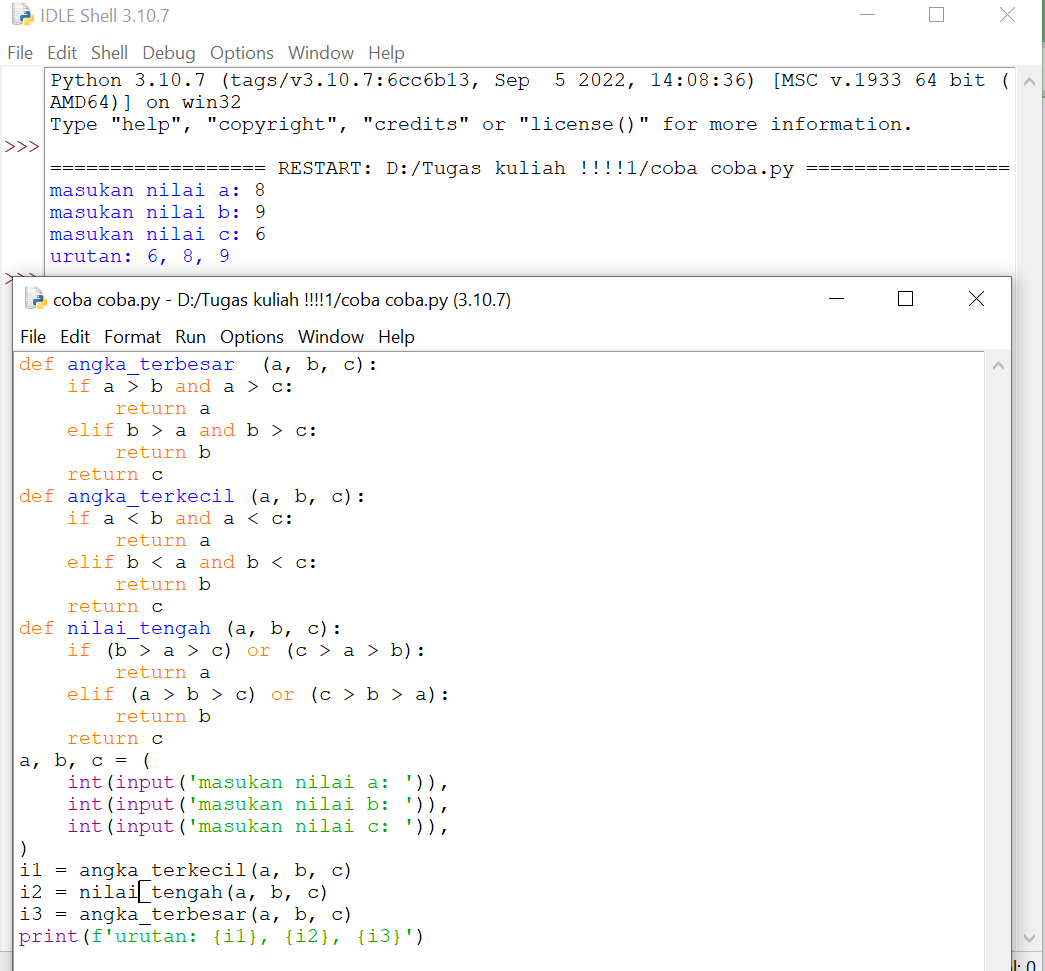 IDLE Shell 3.10.7
File Edit Shell Debug Options Window Help
Python 3.10.7 (tags/v3.10.7:6cc6b13, Sep  5 2022, 14:08:36) [MSC v.1933 64 bit (
AMD64)] on win32
Type "help", "copyright", "credits" or "license()" for more information.
>>>
================== RESTART: D:/Tugas kuliah !!!!1/coba coba.py =================
masukan nilai a: 8
masukan nilai b: 9
masukan nilai c: 6
urutan: 6, 8, 9
>>>
coba coba.py - D:/Tugas kuliah !!!!1/coba coba.py (3.10.7)
File Edit Format Run Options Window Help
def angka_terbesar  (a, b, c):
    if a > b and a > c:
        return a
    elif b > a and b > c:
        return b
    return c
def angka_terkecil (a, b, c):
    if a < b and a < c:
        return a
    elif b < a and b < c:
        return b
    return c
def nilai_tengah (a, b, c):
    if (b > a > c) or (c > a > b):
        return a
    elif (a > b > c) or (c > b > a):
        return b
    return c
a, b, c = (
    int(input('masukan nilai a: ')),
    int(input('masukan nilai b: ')),
    int(input('masukan nilai c: ')),
)
i1 = angka_terkecil(a, b, c)
i2 = nilai_tengah(a, b, c)
i3 = angka_terbesar(a, b, c)
print(f'urutan: {i1}, {i2}, {i3}')